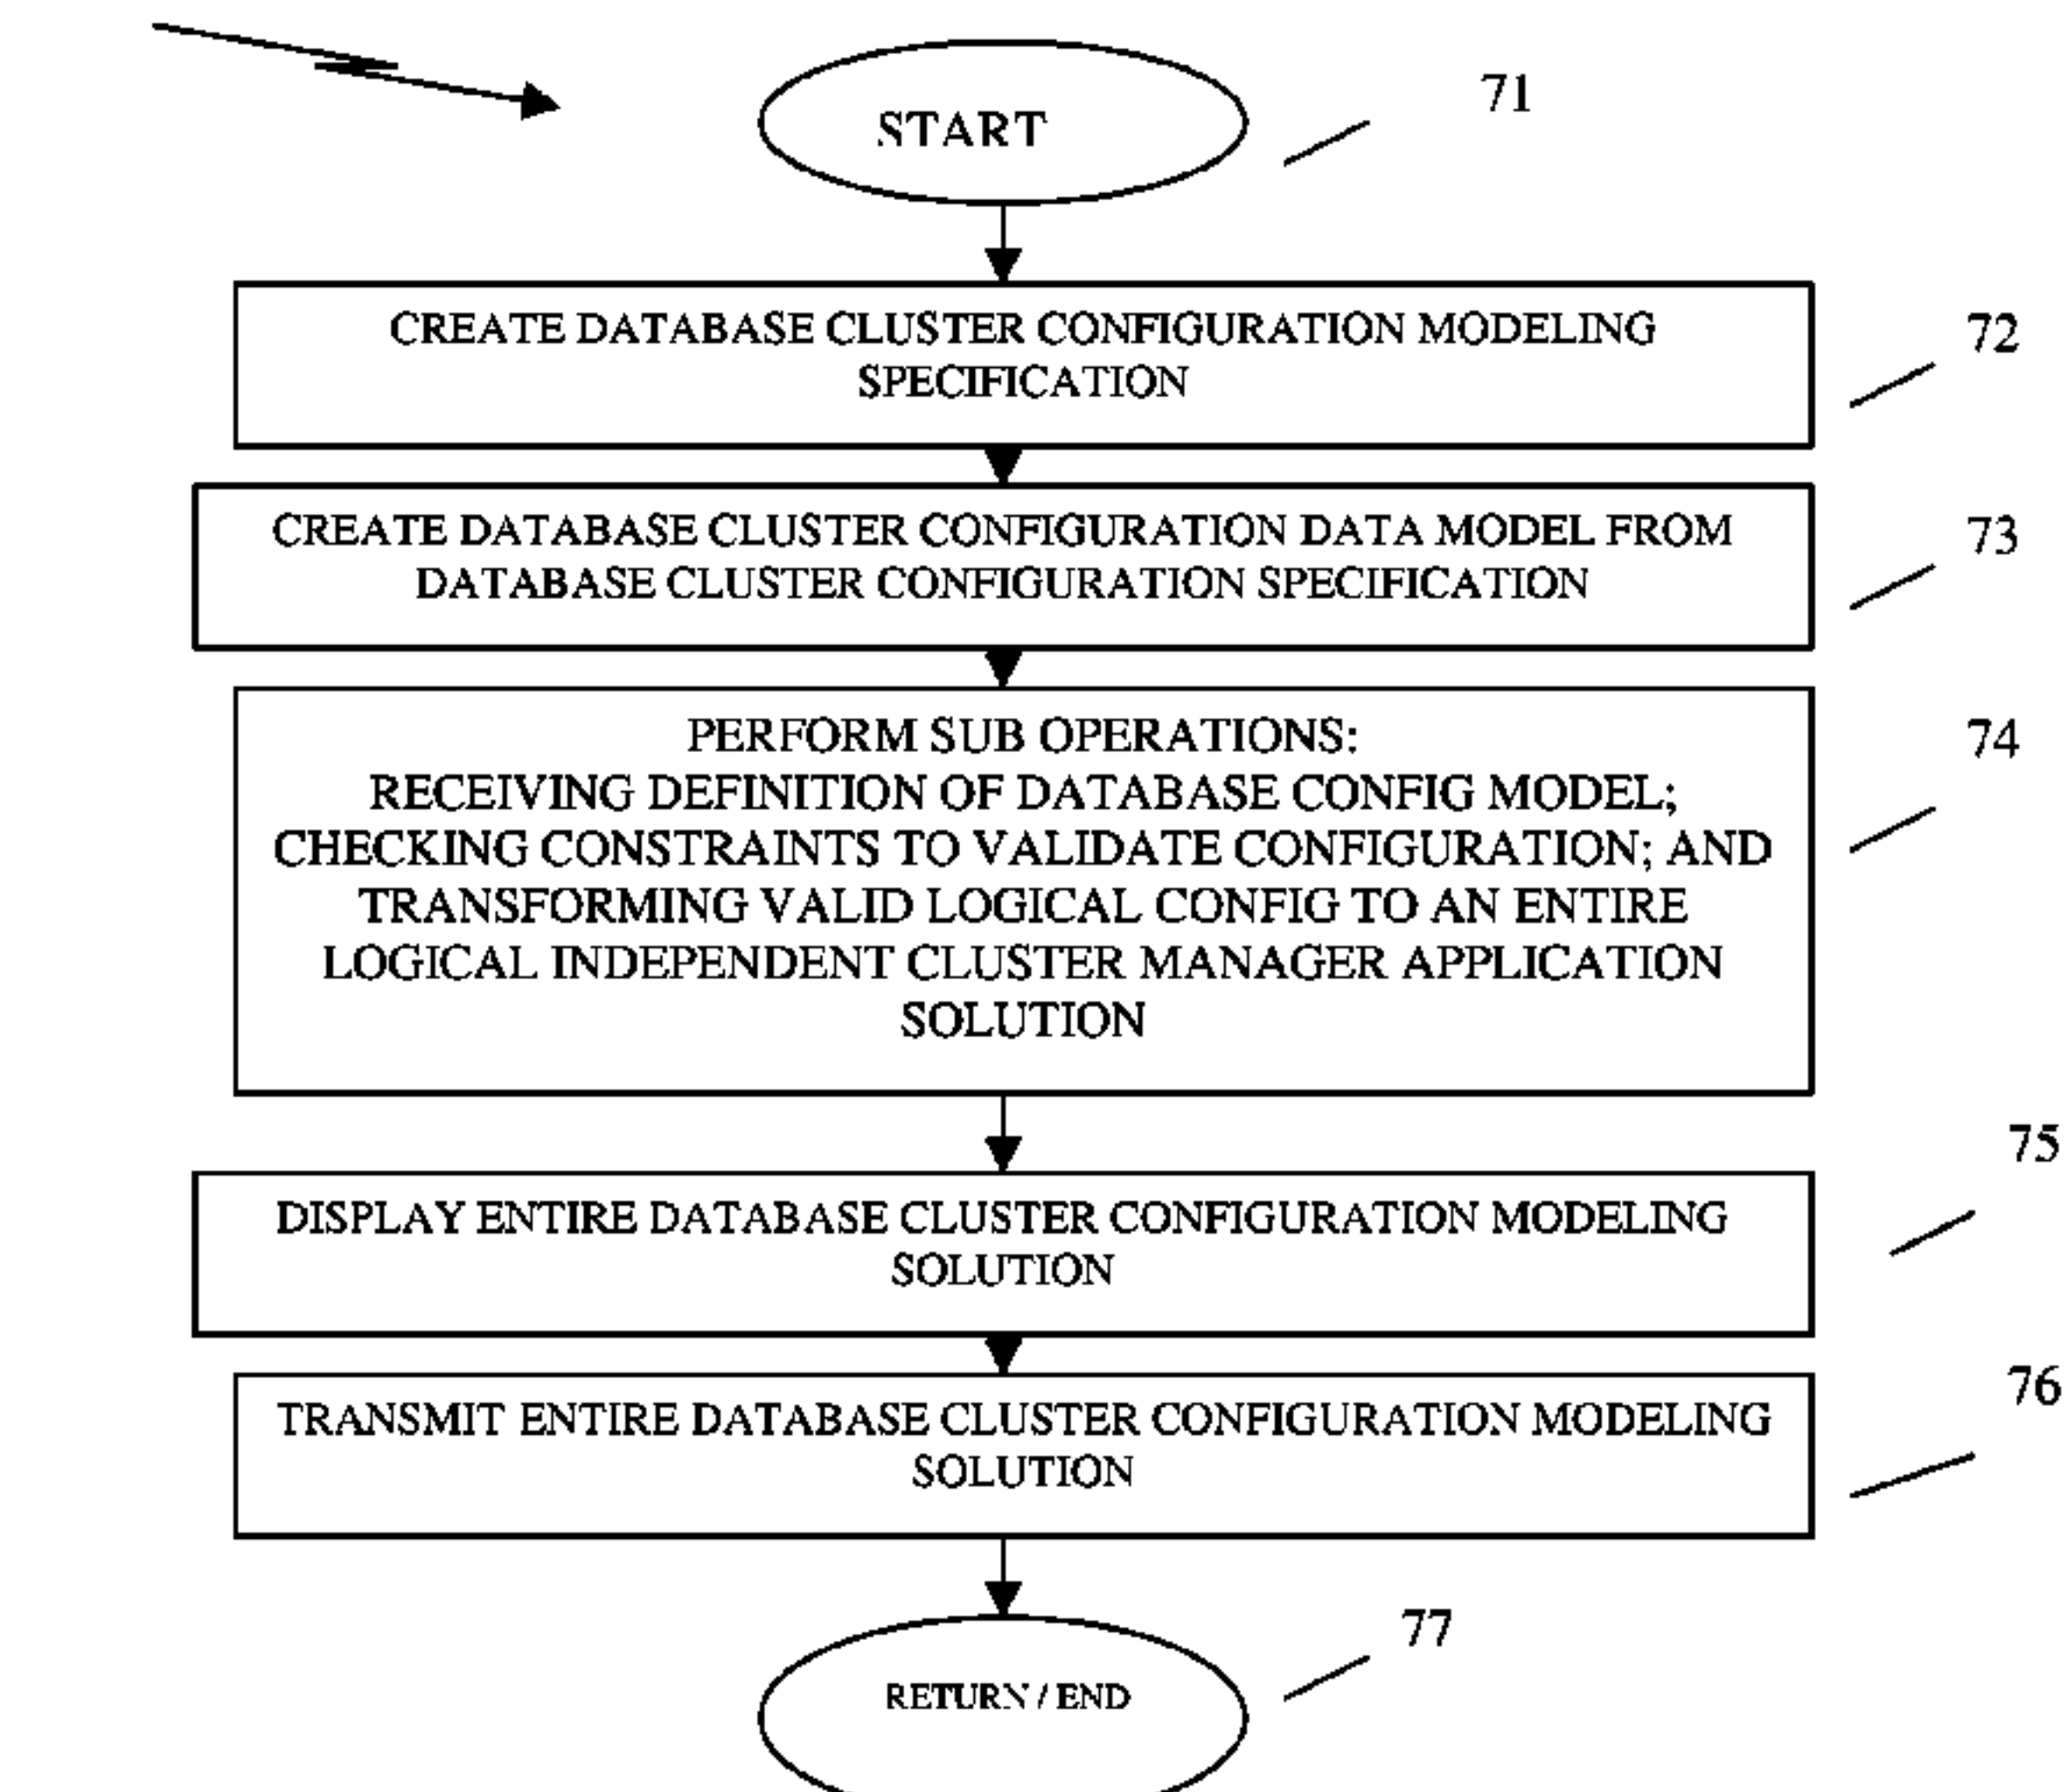 START
71
CREATE DATABASE CLUSTER CONFIGURATION MODELING
SPECIFICATION
72
CREATE DATABASE CLUSTER CONFIGURATION DATA MODEL FROM
DATABASE CLUSTER CONFIGURATION SPECIFICATION
73
PERFORM SUB OPERATIONS:
RECEIVING DEFINITION OF DATABASE CONFIG MODEL;
CHECKING CONSTRAINTS TO VALIDATE CONFIGURATION; AND
TRANSFORMING VALID LOGICAL CONFIG TO AN ENTIRE
LOGICAL INDEPENDENT CLUSTER MANAGER APPLICATION
SOLUTION
74
DISPLAY ENTIRE DATABASE CLUSTER CONFIGURATION MODELING
SOLUTION
75
TRANSMIT ENTIRE DATABASE CLUSTER CONFIGURATION MODELING
SOLUTION
76
RETURN / END
77